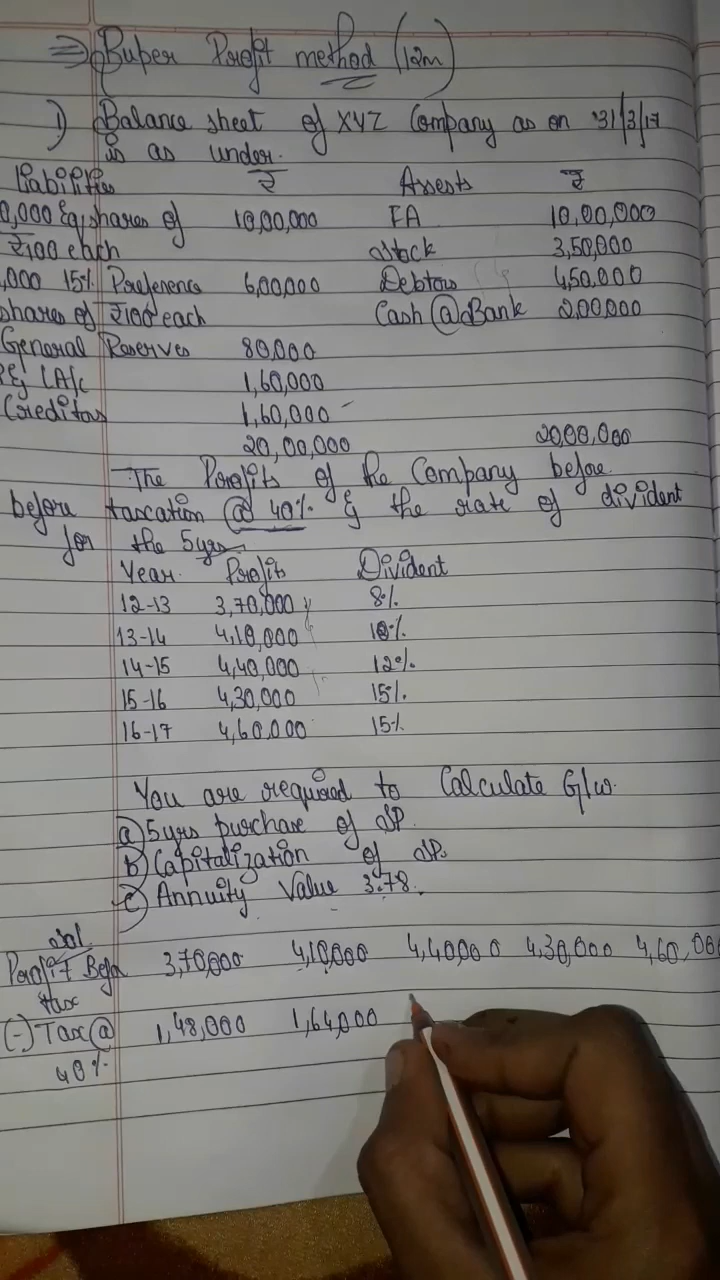 ⇒ Super Profit method (12m)
1) Balance sheet of XYZ Company as on 31/3/17
is as under.
Liabilities ₹ Assests ₹
0,000 Eq shares of 10,00,000 FA 10,00,000
₹100 each Stock 3,50,000
,000 15% Preference 6,00,000 Debtors 4,50,000
shares of ₹100 each Cash @ Bank 2,00,000
General Reserves 80,000
P&L A/c 1,60,000
Creditors 1,60,000
20,00,000 2000,000
The Profits of the Company before
before taxation @ 40% & the rate of divident
for the 5yrs
Year Profit Divident
12-13 3,70,000 8%
13-14 4,10,000 10%
14-15 4,40,000 12%
15-16 4,30,000 15%
16-17 4,60,000 15%
You are required to Calculate G/w.
a) 5yrs purchase of SP.
b) Capitalization of SP.
c) Annuity Value 3.78.
Sol
Profit Befo 3,70,000 4,10,000 4,40,000 4,30,000 4,60,000
tax
(-) Tax @ 1,48,000 1,64,000
40%